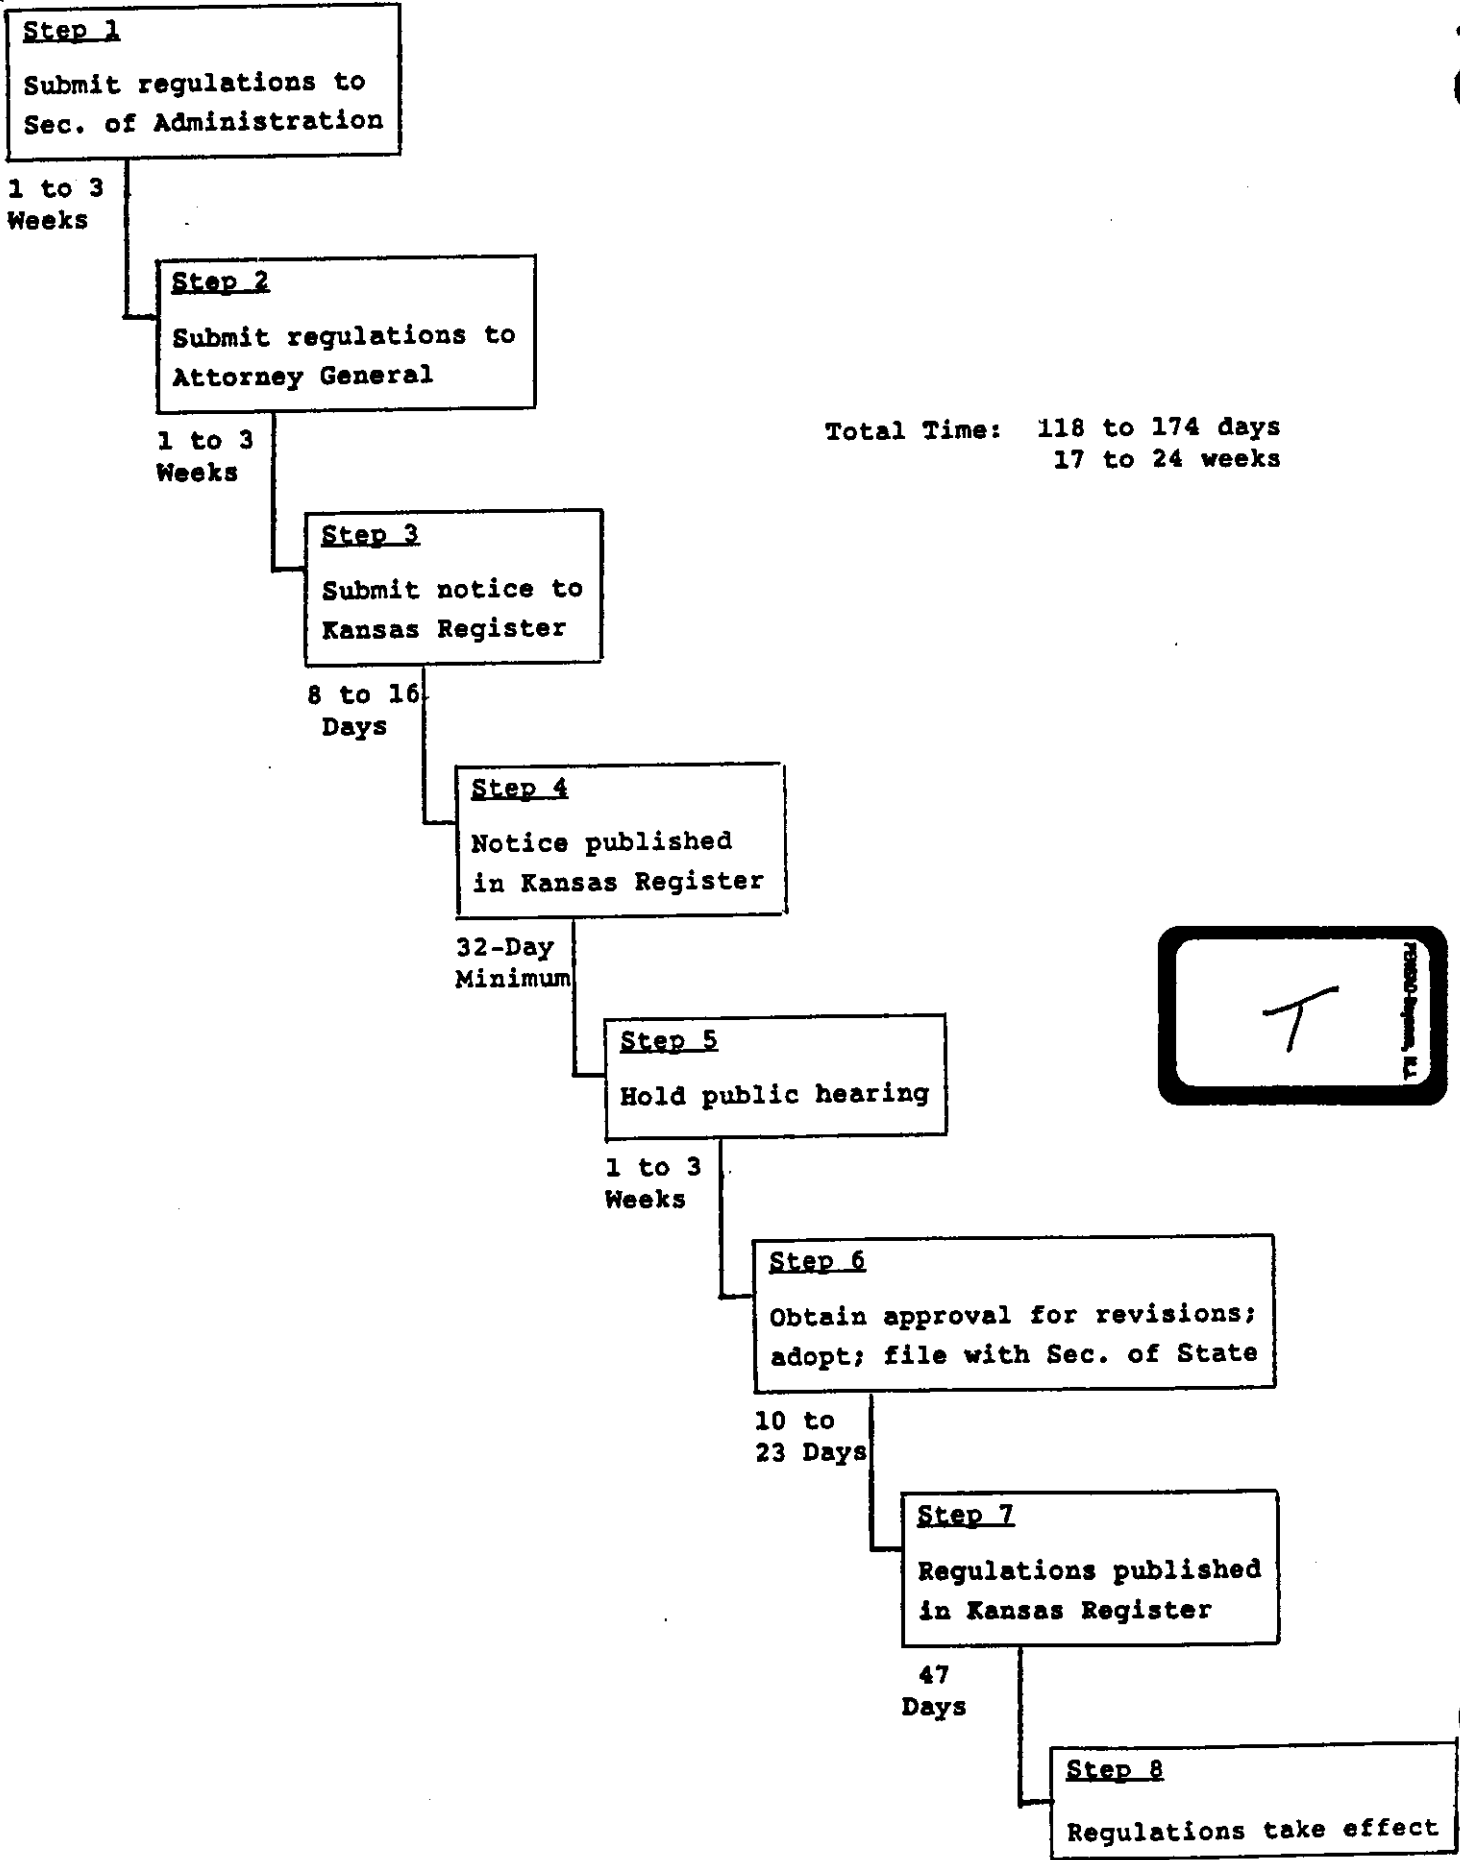 Step 1
Submit regulations to
Sec. of Administration
1 to 3
Weeks
Step 2
Submit regulations to
Attorney General
1 to 3
Weeks
Total Time: 118 to 174 days
17 to 24 weeks
Step 3
Submit notice to
Kansas Register
8 to 16
Days
Step 4
Notice published
in Kansas Register
32-Day
Minimum
Step 5
Hold public hearing
1 to 3
Weeks
Step 6
Obtain approval for revisions;
adopt; file with Sec. of State
10 to
23 Days
Step 7
Regulations published
in Kansas Register
47
Days
Step 8
Regulations take effect